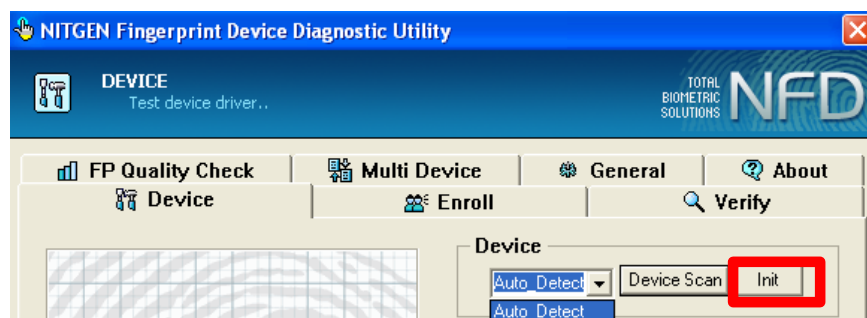 NITGEN Fingerprint Device Diagnostic Utility
DEVICE
Test device driver..
TOTAL
BIOMETRIC
SOLUTIONS
NFD
FP Quality Check
Multi Device
General
About
Device
Enroll
Verify
Device
Auto_Detect
Device Scan
Init
Auto_Detect